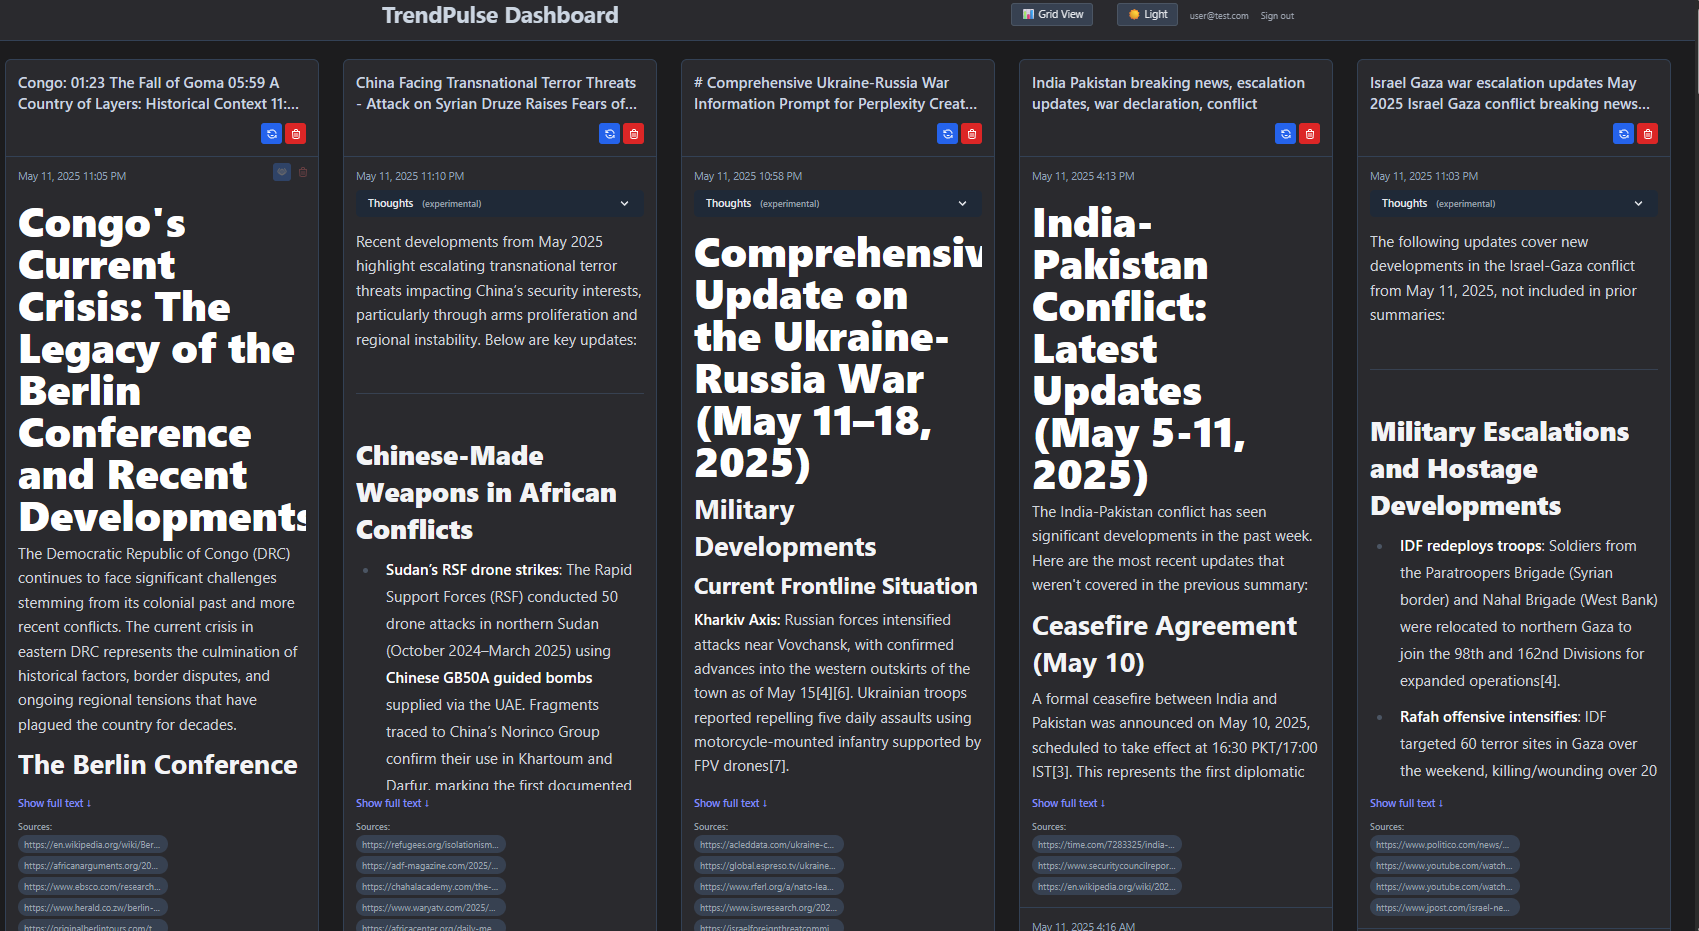 TrendPulse Dashboard
Grid View
Light
user@test.com
Sign out
Congo: 01:23 The Fall of Goma 05:59 A
Country of Layers: Historical Context 11:...
May 11, 2025 11:05 PM
Congo's
Current
Crisis: The
Legacy of the
Berlin
Conference
and Recent
Developments
The Democratic Republic of Congo (DRC)
continues to face significant challenges
stemming from its colonial past and more
recent conflicts. The current crisis in
eastern DRC represents the culmination of
historical factors, border disputes, and
ongoing regional tensions that have
plagued the country for decades.
The Berlin Conference
Show full text ↓
Sources:
https://en.wikipedia.org/wiki/Ber...
https://africanarguments.org/20...
https://www.ebsco.com/research...
https://www.herald.co.zw/berlin-...
https://originalberlintours.com/t...
China Facing Transnational Terror Threats
- Attack on Syrian Druze Raises Fears of...
May 11, 2025 11:10 PM
Thoughts (experimental)
Recent developments from May 2025
highlight escalating transnational terror
threats impacting China's security interests,
particularly through arms proliferation and
regional instability. Below are key updates:
Chinese-Made
Weapons in African
Conflicts
Sudan's RSF drone strikes: The Rapid
Support Forces (RSF) conducted 50
drone attacks in northern Sudan
(October 2024–March 2025) using
Chinese GB50A guided bombs
supplied via the UAE. Fragments
traced to China's Norinco Group
confirm their use in Khartoum and
Darfur, marking the first documented
Show full text ↓
Sources:
https://refugees.org/isolationism...
https://adf-magazine.com/2025/...
https://chahalacademy.com/the-...
https://www.waryatv.com/2025/...
https://africacenter.org/daily-me...
# Comprehensive Ukraine-Russia War
Information Prompt for Perplexity Creat...
May 11, 2025 10:58 PM
Thoughts (experimental)
Comprehensiv
Update on
the Ukraine-
Russia War
(May 11–18,
2025)
Military
Developments
Current Frontline Situation
Kharkiv Axis: Russian forces intensified
attacks near Vovchansk, with confirmed
advances into the western outskirts of the
town as of May 15[4][6]. Ukrainian troops
reported repelling five daily assaults using
motorcycle-mounted infantry supported by
FPV drones[7].
Show full text ↓
Sources:
https://acleddata.com/ukraine-c...
https://global.espreso.tv/ukraine...
https://www.rferl.org/a/nato-lea...
https://www.iswresearch.org/202...
https://israelforeignthreatcommi...
India Pakistan breaking news, escalation
updates, war declaration, conflict
May 11, 2025 4:13 PM
India-
Pakistan
Conflict:
Latest
Updates
(May 5-11,
2025)
The India-Pakistan conflict has seen
significant developments in the past week.
Here are the most recent updates that
weren't covered in the previous summary:
Ceasefire Agreement
(May 10)
A formal ceasefire between India and
Pakistan was announced on May 10, 2025,
scheduled to take effect at 16:30 PKT/17:00
IST[3]. This represents the first diplomatic
Show full text ↓
Sources:
https://time.com/7283325/india-...
https://www.securitycouncilrepor...
https://en.wikipedia.org/wiki/202...
May 11, 2025 4:16 AM
Israel Gaza war escalation updates May
2025 Israel Gaza conflict breaking news...
May 11, 2025 11:03 PM
Thoughts (experimental)
The following updates cover new
developments in the Israel-Gaza conflict
from May 11, 2025, not included in prior
summaries:
Military Escalations
and Hostage
Developments
IDF redeploys troops: Soldiers from
the Paratroopers Brigade (Syrian
border) and Nahal Brigade (West Bank)
were relocated to northern Gaza to
join the 98th and 162nd Divisions for
expanded operations[4].
Rafah offensive intensifies: IDF
targeted 60 terror sites in Gaza over
the weekend, killing/wounding over 20
Show full text ↓
Sources:
https://www.politico.com/news/...
https://www.youtube.com/watch...
https://www.youtube.com/watch...
https://www.jpost.com/israel-ne...